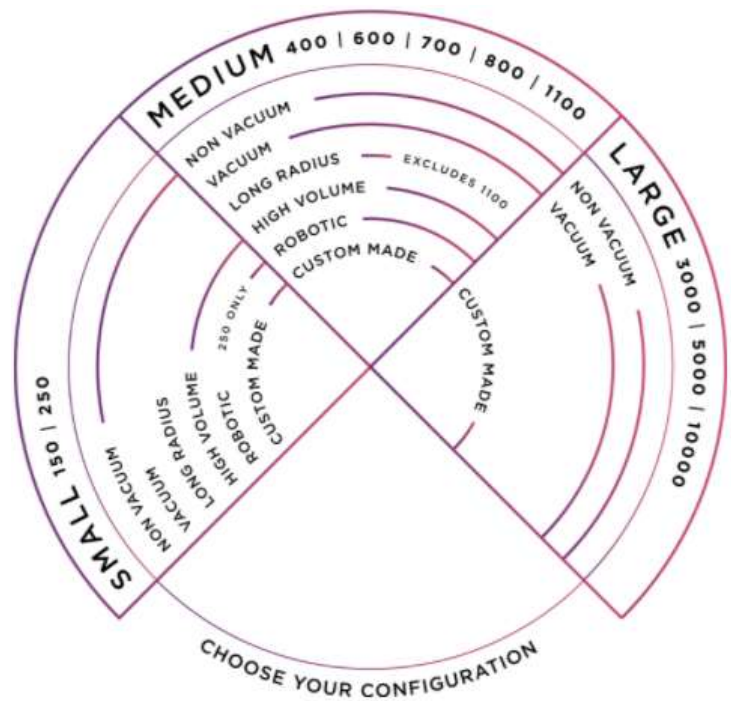 SMALL 150 | 250
NON VACUUM
VACUUM
LONG RADIUS
HIGH VOLUME
ROBOTIC
250 ONLY
CUSTOM MADE
MEDIUM 400 | 600 | 700 | 800 | 1100
NON VACUUM
VACUUM
LONG RADIUS
EXCLUDES 1100
HIGH VOLUME
ROBOTIC
CUSTOM MADE
LARGE 3000 | 5000 | 10000
NON VACUUM
VACUUM
CUSTOM MADE
CHOOSE YOUR CONFIGURATION